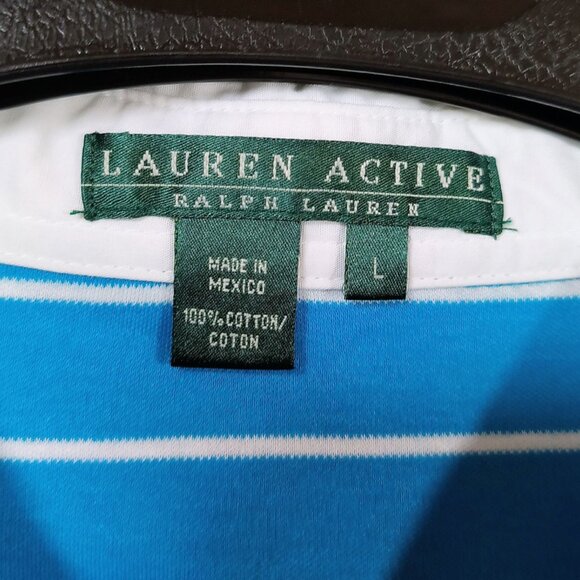 LAUREN ACTIVE
RALPH LAUREN
MADE IN
MEXICO
100% COTTON/
COTON
L